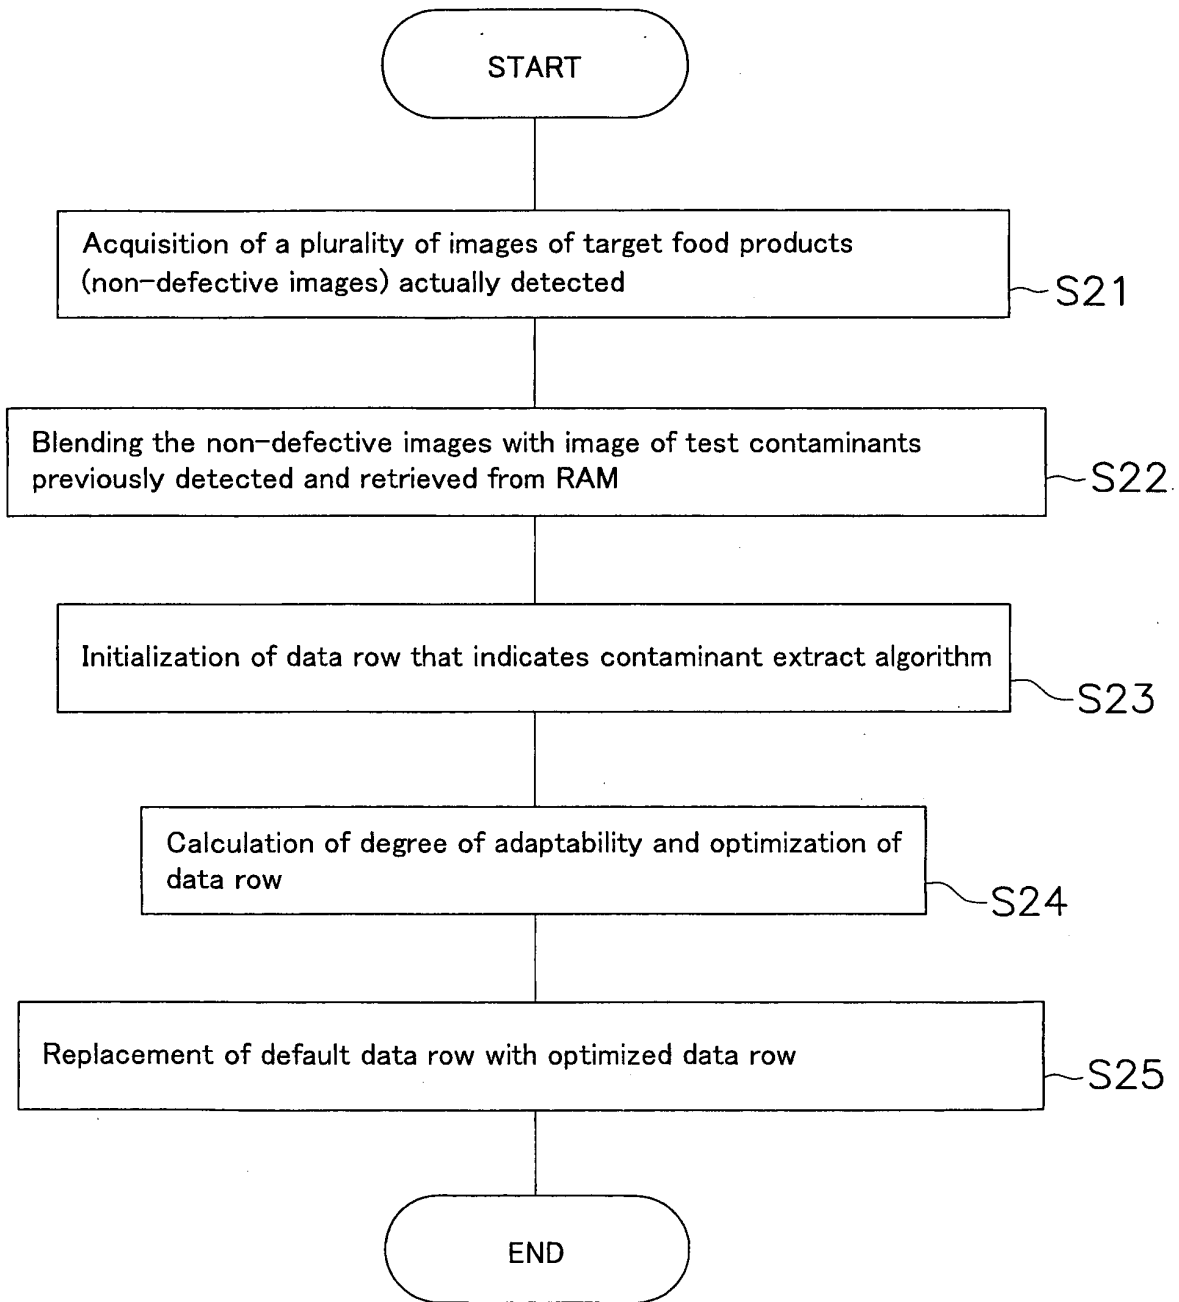 START
Acquisition of a plurality of images of target food products
(non-defective images) actually detected
S21
Blending the non-defective images with image of test contaminants
previously detected and retrieved from RAM
S22
Initialization of data row that indicates contaminant extract algorithm
S23
Calculation of degree of adaptability and optimization of
data row
S24
Replacement of default data row with optimized data row
S25
END